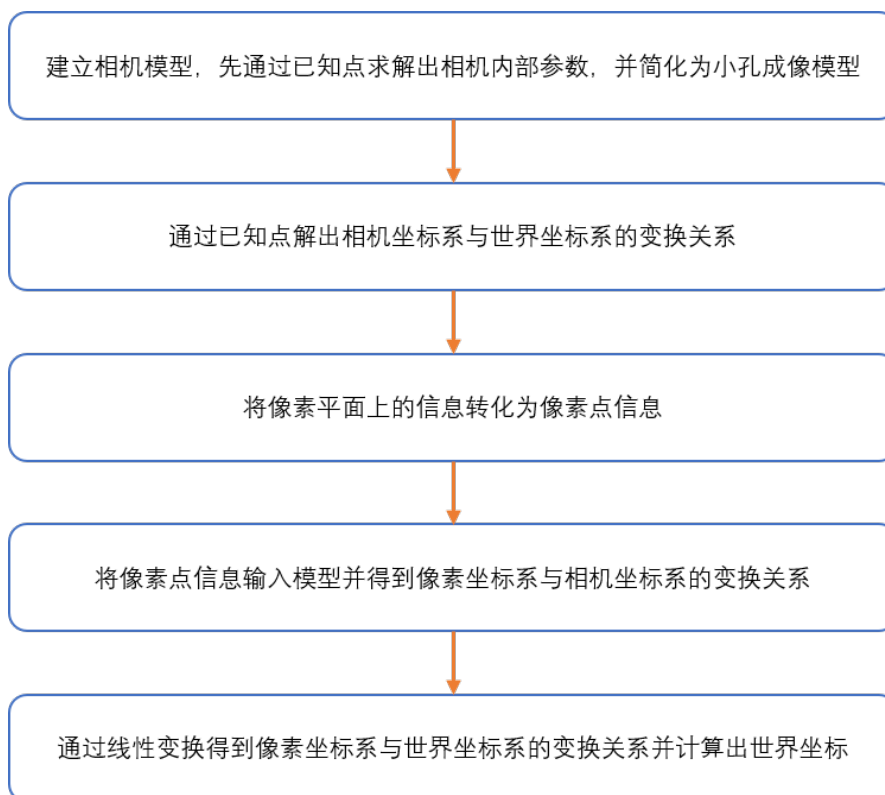 建立相机模型，先通过已知点求解出相机内部参数，并简化为小孔成像模型
通过已知点解出相机坐标系与世界坐标系的变换关系
将像素平面上的信息转化为像素点信息
将像素点信息输入模型并得到像素坐标系与相机坐标系的变换关系
通过线性变换得到像素坐标系与世界坐标系的变换关系并计算出世界坐标